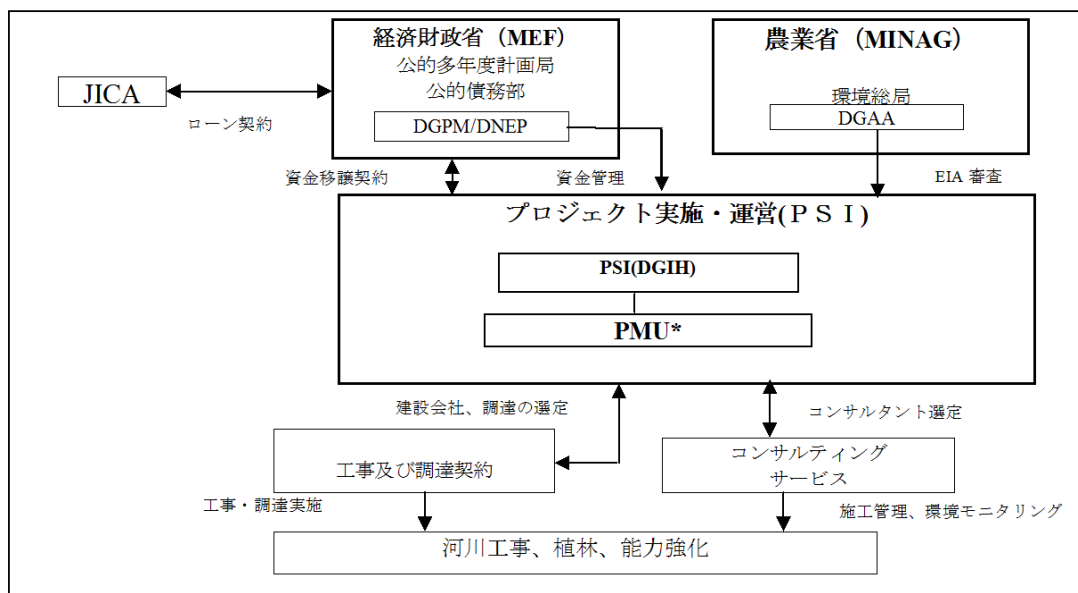 経済財政省（MEF）
公的多年度計画局
公的債務部
DGPM/DNEP
農業省（MINAG）
環境総局
DGAA
JICA
ローン契約
資金移譲契約
資金管理
EIA 審査
プロジェクト実施・運営(ＰＳＩ)
PSI(DGIH)
PMU*
建設会社、調達の選定
コンサルタント選定
工事及び調達契約
コンサルティング
サービス
工事・調達実施
施工管理、環境モニタリング
河川工事、植林、能力強化